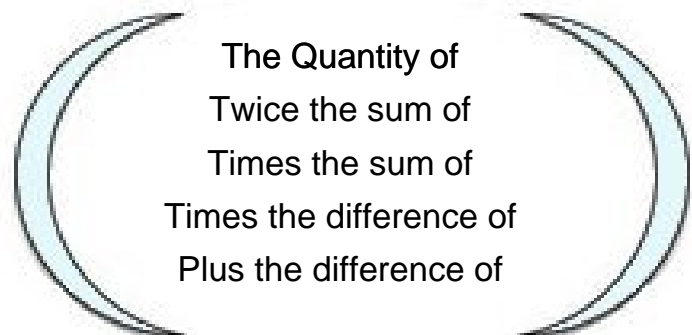 The Quantity of
Twice the sum of
Times the sum of
Times the difference of
Plus the difference of